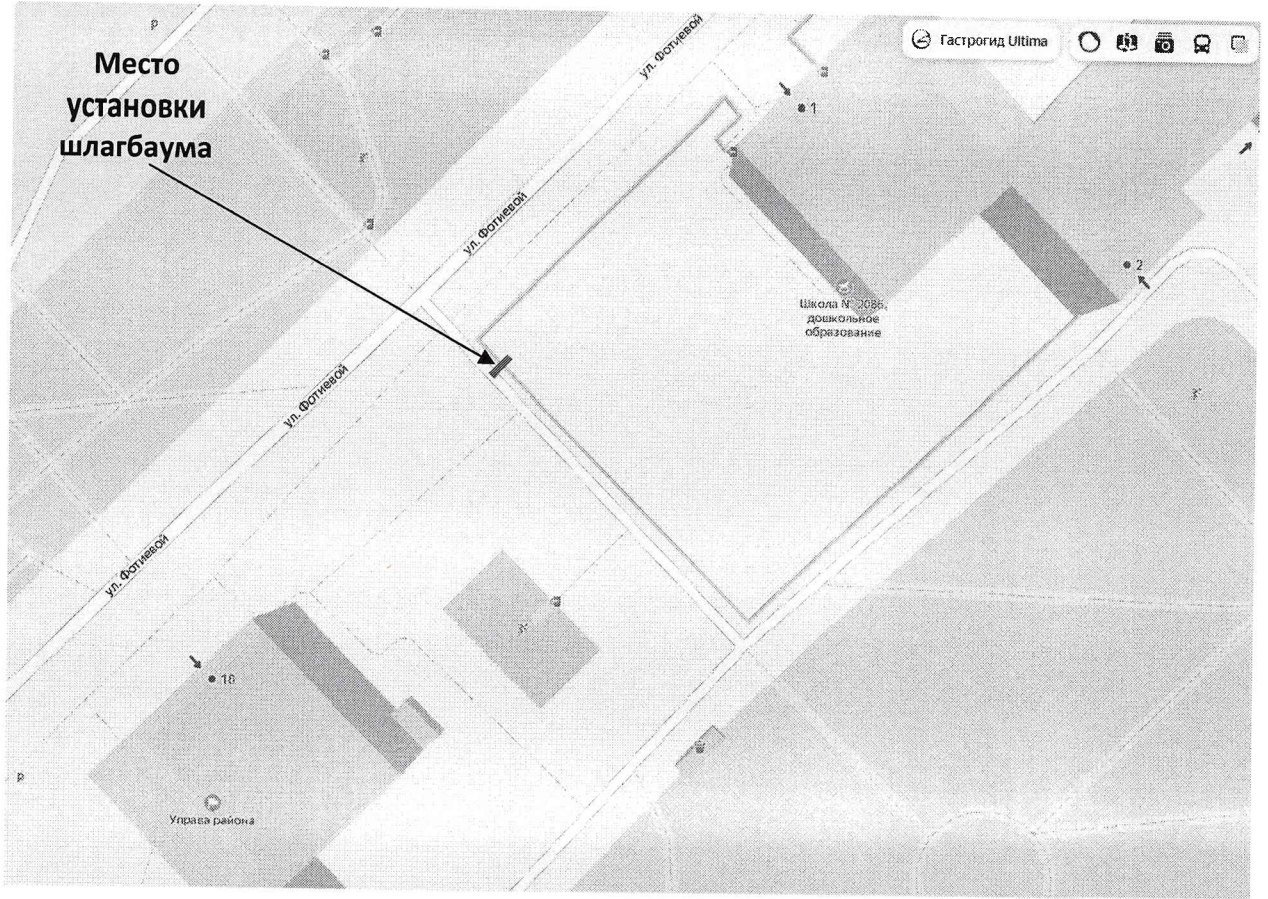 Место
установки
шлагбаума
Гастрогид Ultima
P
ул. Фотиевой
1
ул. Фотиевой
2
Школа № 2086,
дошкольное
образование
ул. Фотиевой
ул. Фотиевой
18
P
Управа района